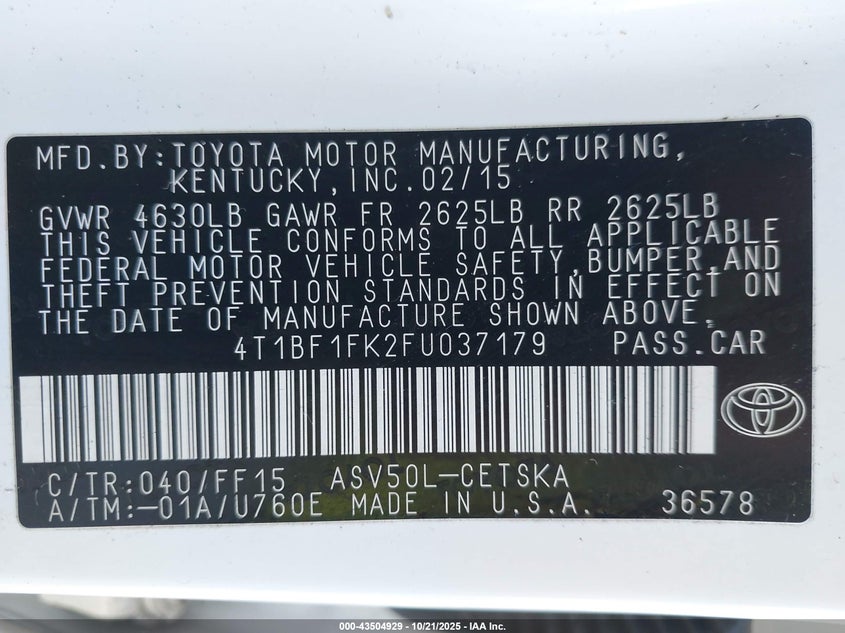 MFD.BY:TOYOTA MOTOR MANUFACTURING,
KENTUCKY,INC.02/15
GVWR 4630LB GAWR FR 2625LB RR 2625LB
THIS VEHICLE CONFORMS TO ALL APPLICABLE
FEDERAL MOTOR VEHICLE SAFETY,BUMPER,AND
THEFT PREVENTION STANDARDS IN EFFECT ON
THE DATE OF MANUFACTURE SHOWN ABOVE.
4T1BF1FK2FU037179 PASS.CAR
C/TR:040/FF15 ASV50L-CETSKA
A/TM:-01A/U760E MADE IN U.S.A. 36578
000-43504929 - 10/21/2025 - IAA Inc.